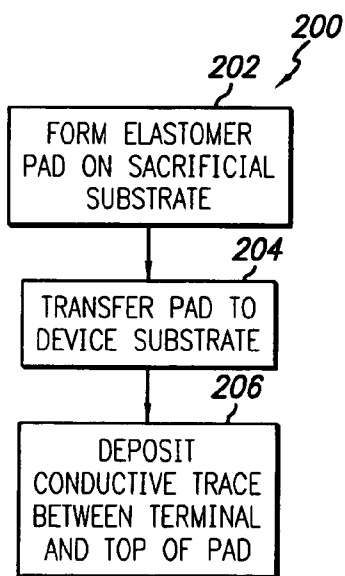 200
202
FORM ELASTOMER
PAD ON SACRIFICIAL
SUBSTRATE
204
TRANSFER PAD TO
DEVICE SUBSTRATE
206
DEPOSIT
CONDUCTIVE TRACE
BETWEEN TERMINAL
AND TOP OF PAD